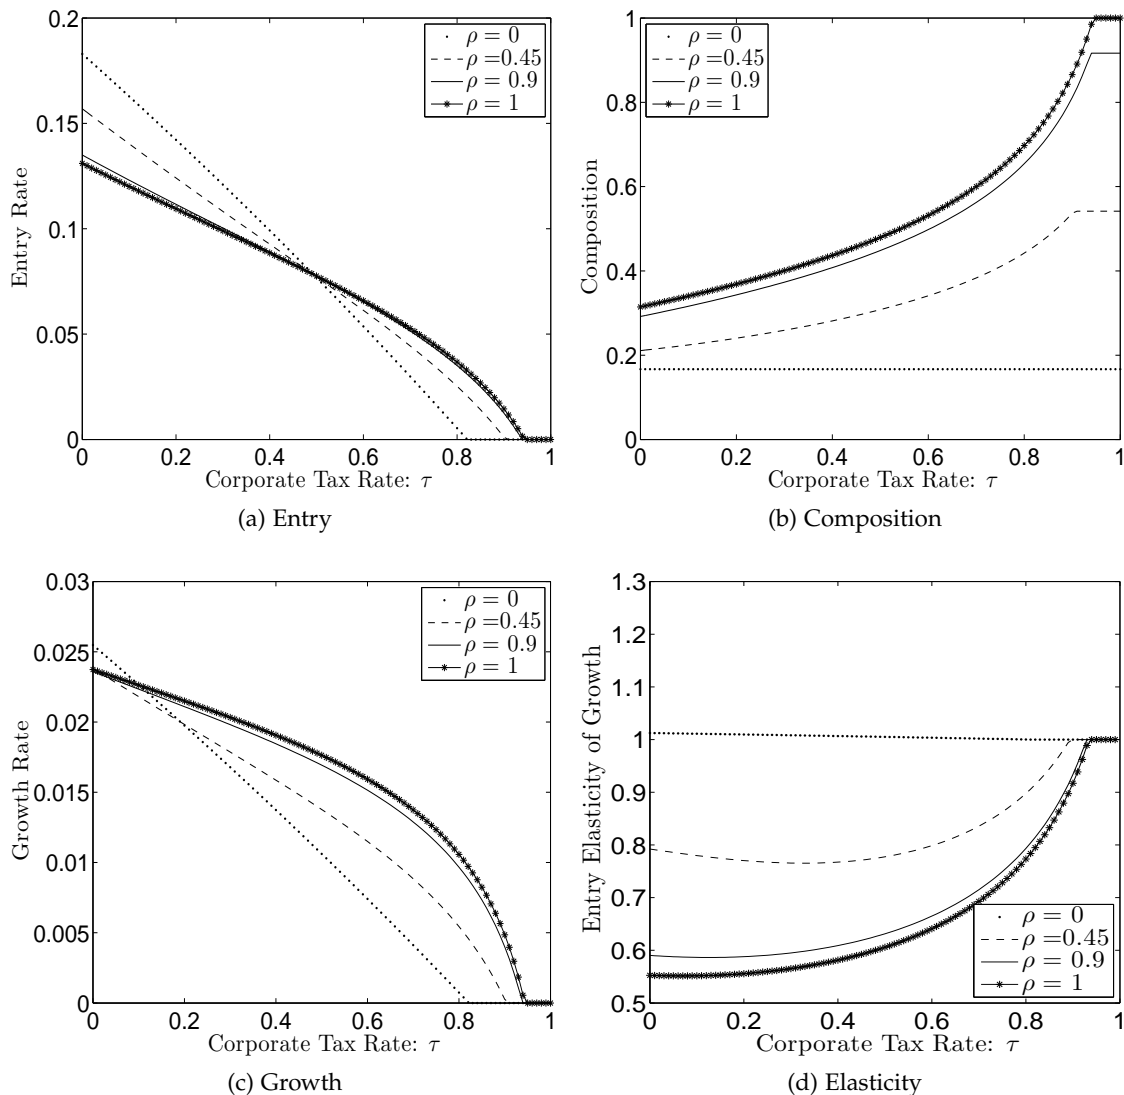 0.2
0.15
0.1
0.05
0
0 0.2 0.4 0.6 0.8 1
Entry Rate
Corporate Tax Rate: τ
ρ = 0
ρ =0.45
ρ = 0.9
ρ = 1
(a) Entry
1
0.8
0.6
0.4
0.2
0
0 0.2 0.4 0.6 0.8 1
Composition
Corporate Tax Rate: τ
ρ = 0
ρ =0.45
ρ = 0.9
ρ = 1
(b) Composition
0.03
0.025
0.02
0.015
0.01
0.005
0
0 0.2 0.4 0.6 0.8 1
Growth Rate
Corporate Tax Rate: τ
ρ = 0
ρ =0.45
ρ = 0.9
ρ = 1
(c) Growth
1.3
1.2
1.1
1
0.9
0.8
0.7
0.6
0.5
0 0.2 0.4 0.6 0.8 1
Entry Elasticity of Growth
Corporate Tax Rate: τ
ρ = 0
ρ =0.45
ρ = 0.9
ρ = 1
(d) Elasticity